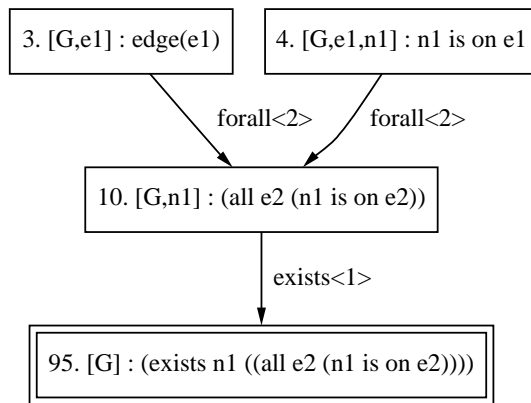 3. [G,e1] : edge(e1)
4. [G,e1,n1] : n1 is on e1
forall<2>
forall<2>
10. [G,n1] : (all e2 (n1 is on e2))
exists<1>
95. [G] : (exists n1 ((all e2 (n1 is on e2))))